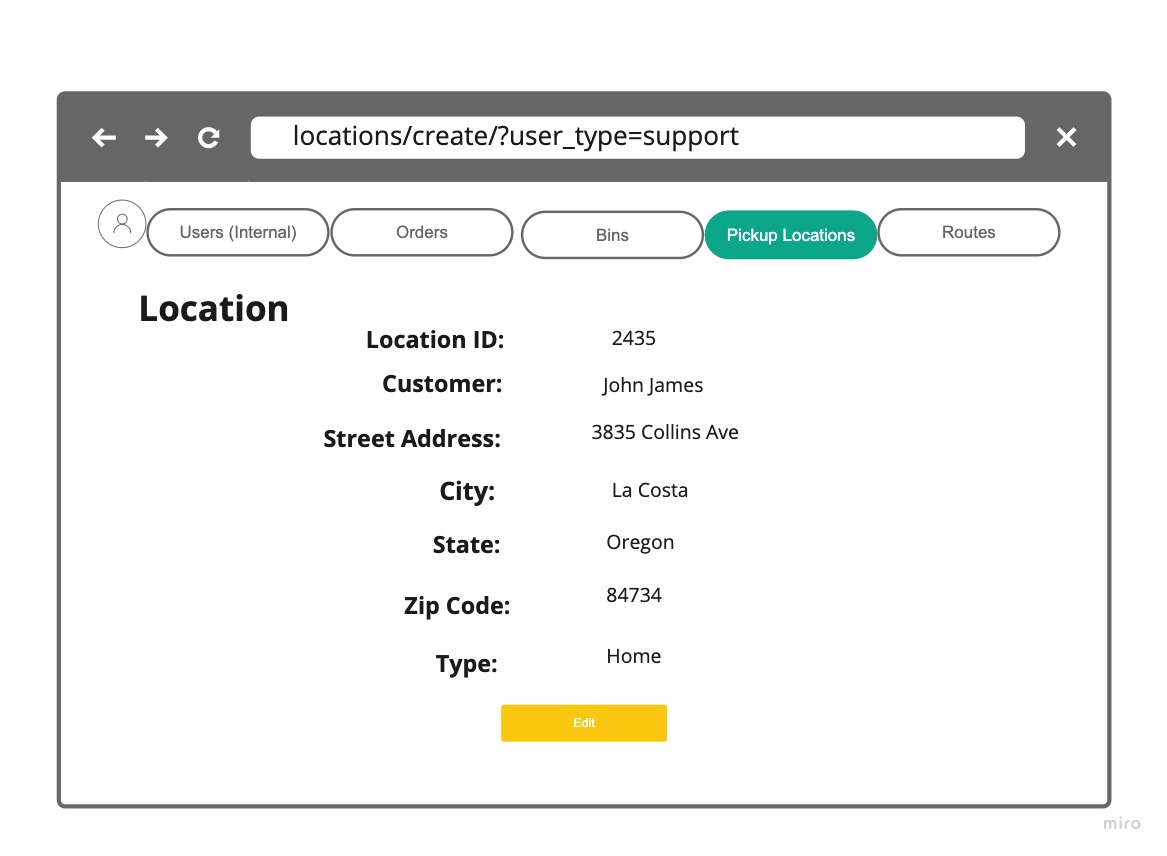 locations/create/?user_type=support
Users (Internal)
Orders
Bins
Pickup Locations
Routes
Location
Location ID: 2435
Customer: John James
Street Address: 3835 Collins Ave
City: La Costa
State: Oregon
Zip Code: 84734
Type: Home
Edit
miro